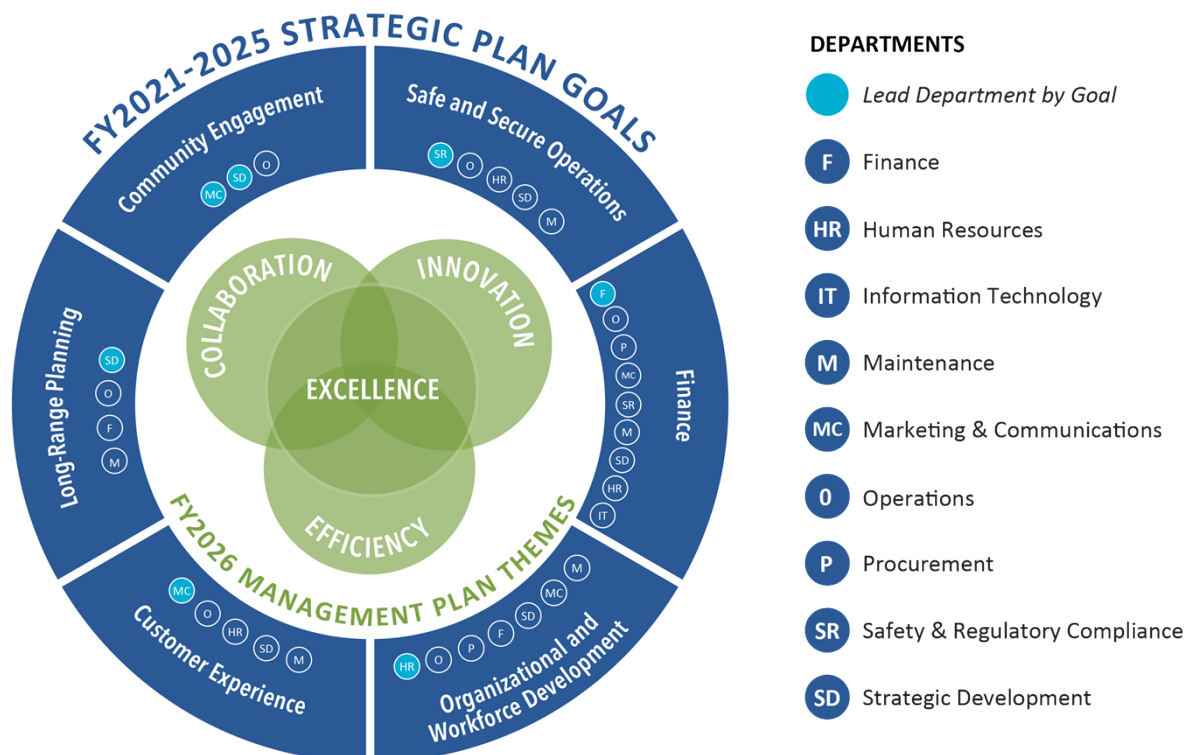 FY2021-2025 STRATEGIC PLAN GOALS
Community Engagement
MC
SD
O
Safe and Secure Operations
SR
O
HR
SD
M
Finance
F
O
P
MC
SR
M
SD
HR
IT
Organizational and
Workforce Development
HR
O
P
F
SD
MC
M
Customer Experience
MC
O
HR
SD
M
Long-Range Planning
SD
O
F
M
COLLABORATION
INNOVATION
EXCELLENCE
EFFICIENCY
FY2026 MANAGEMENT PLAN THEMES
DEPARTMENTS
Lead Department by Goal
F Finance
HR Human Resources
IT Information Technology
M Maintenance
MC Marketing & Communications
0 Operations
P Procurement
SR Safety & Regulatory Compliance
SD Strategic Development